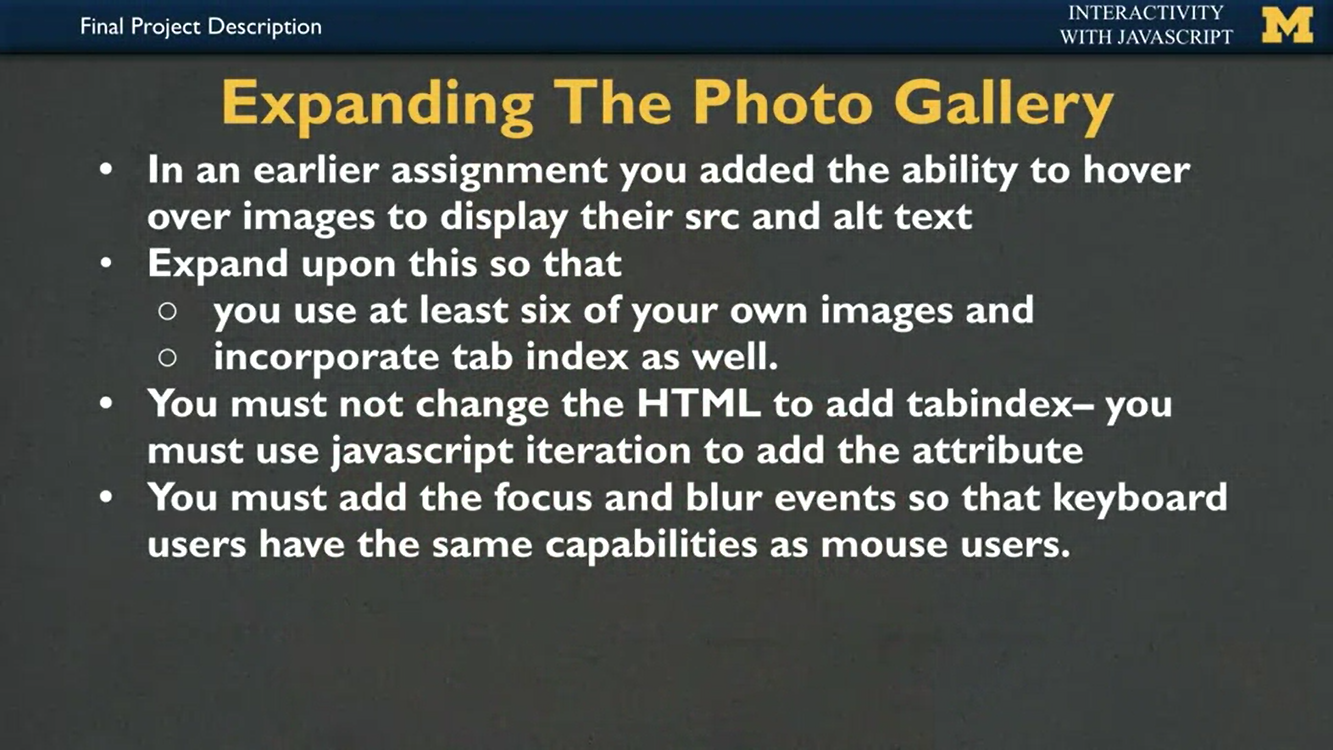 Final Project Description
INTERACTIVITY
WITH JAVASCRIPT
M
Expanding The Photo Gallery
• In an earlier assignment you added the ability to hover
over images to display their src and alt text
• Expand upon this so that
○ you use at least six of your own images and
○ incorporate tab index as well.
• You must not change the HTML to add tabindex– you
must use javascript iteration to add the attribute
• You must add the focus and blur events so that keyboard
users have the same capabilities as mouse users.